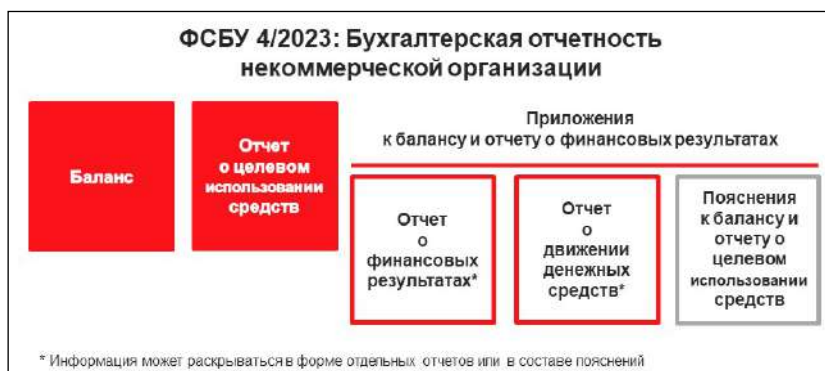 ФСБУ 4/2023: Бухгалтерская отчетность
некоммерческой организации
Баланс
Отчет
о целевом
использовании
средств
Приложения
к балансу и отчету о финансовых результатах
Отчет
о
финансовых
результатах*
Отчет
о
движении
денежных
средств*
Пояснения
к балансу и
отчету о
целевом
использовании
средств
* Информация может раскрываться в форме отдельных отчетов или в составе пояснений